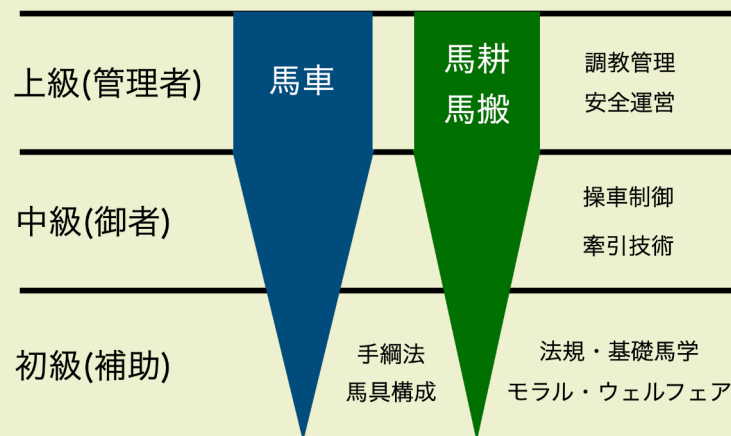 上級(管理者)
馬車
馬耕
馬搬
調教管理
安全運営
中級(御者)
操車制御
牽引技術
初級(補助)
手綱法
馬具構成
法規・基礎馬学
モラル・ウェルフェア